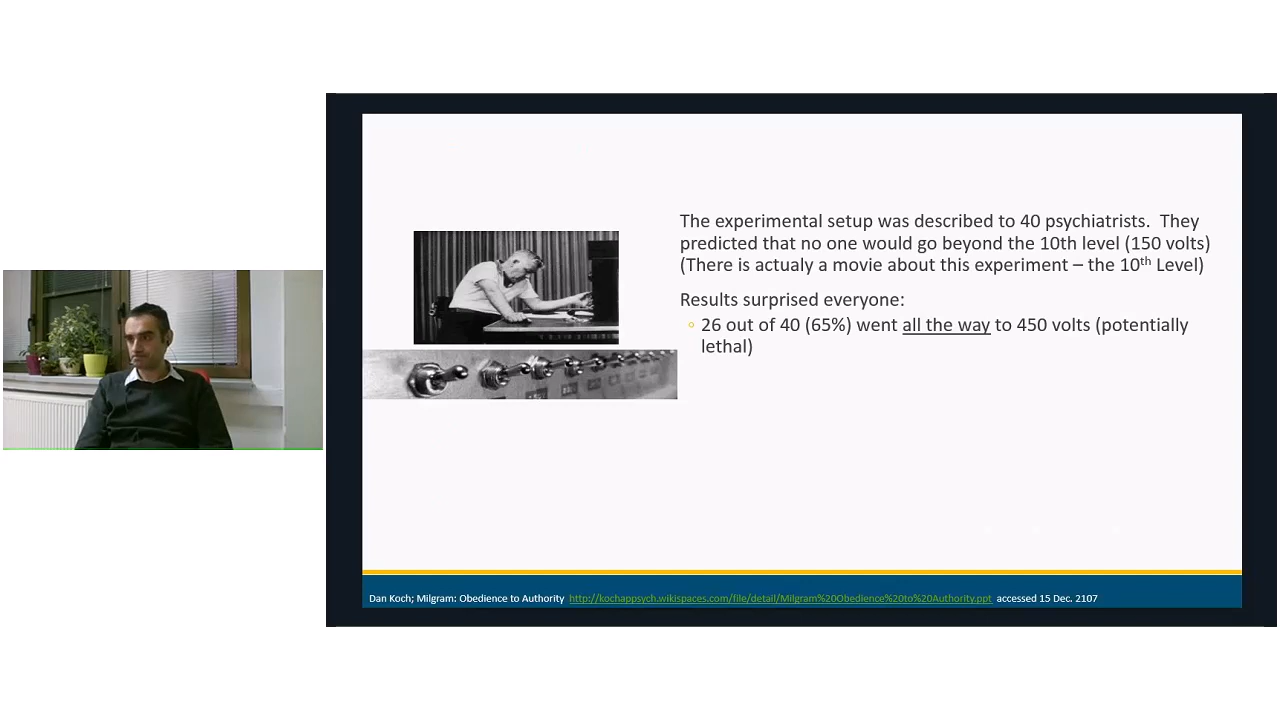 The experimental setup was described to 40 psychiatrists. They
predicted that no one would go beyond the 10th level (150 volts)
(There is actualy a movie about this experiment – the 10th Level)
Results surprised everyone:
26 out of 40 (65%) went all the way to 450 volts (potentially
lethal)
Dan Koch; Milgram: Obedience to Authority http://kochappsych.wikispaces.com/file/detail/Milgram%20Obedience%20to%20Authority.ppt accessed 15 Dec. 2107